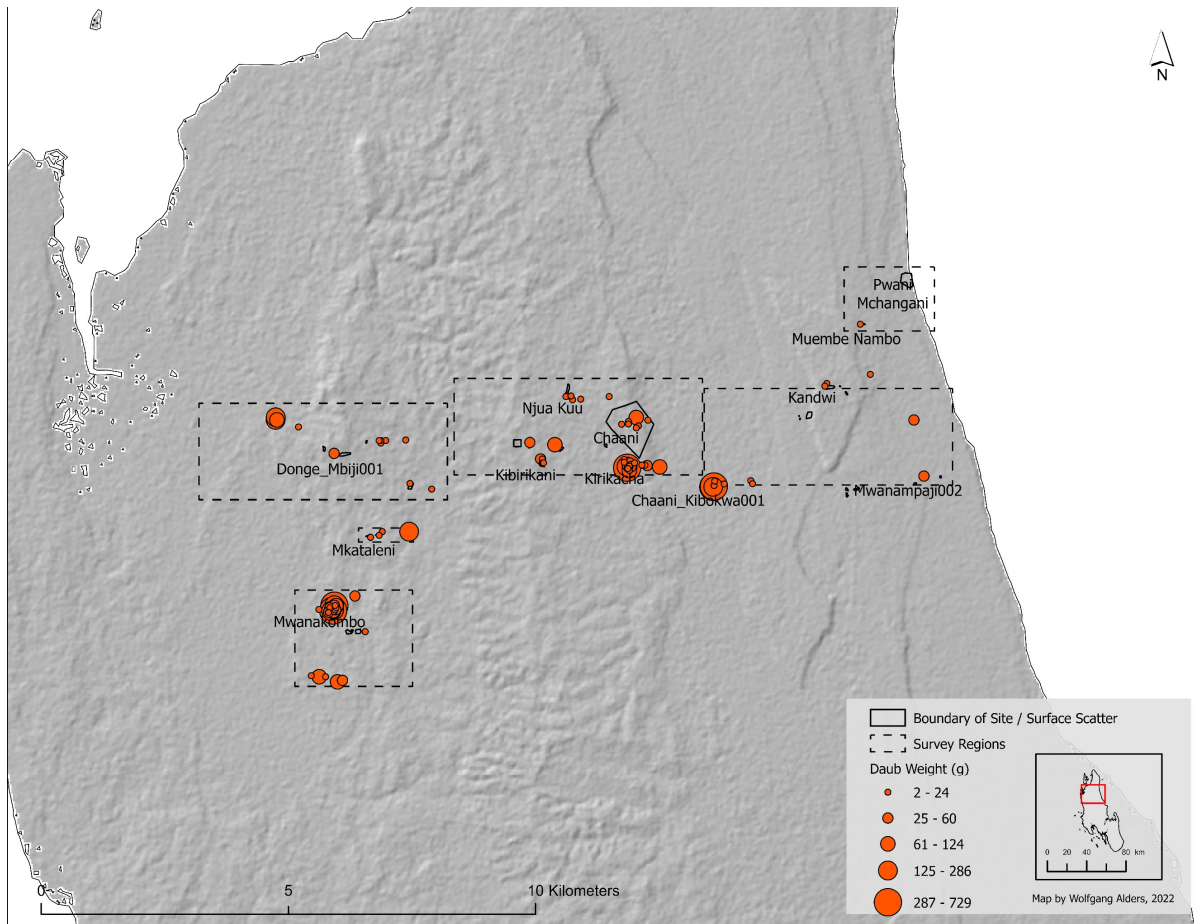 N
Pwani
Mchangani
Muembe Nambo
Kandwi
Njua Kuu
Chaani
Donge_Mbiji001
Kibirikani
Kirikacha
Chaani_Kibokwa001
Mwanampaji002
Mkataleni
Mwanakombo
Boundary of Site / Surface Scatter
Survey Regions
Daub Weight (g)
2 - 24
25 - 60
61 - 124
125 - 286
287 - 729
0 20 40 80 km
Map by Wolfgang Alders, 2022
0 5 10 Kilometers